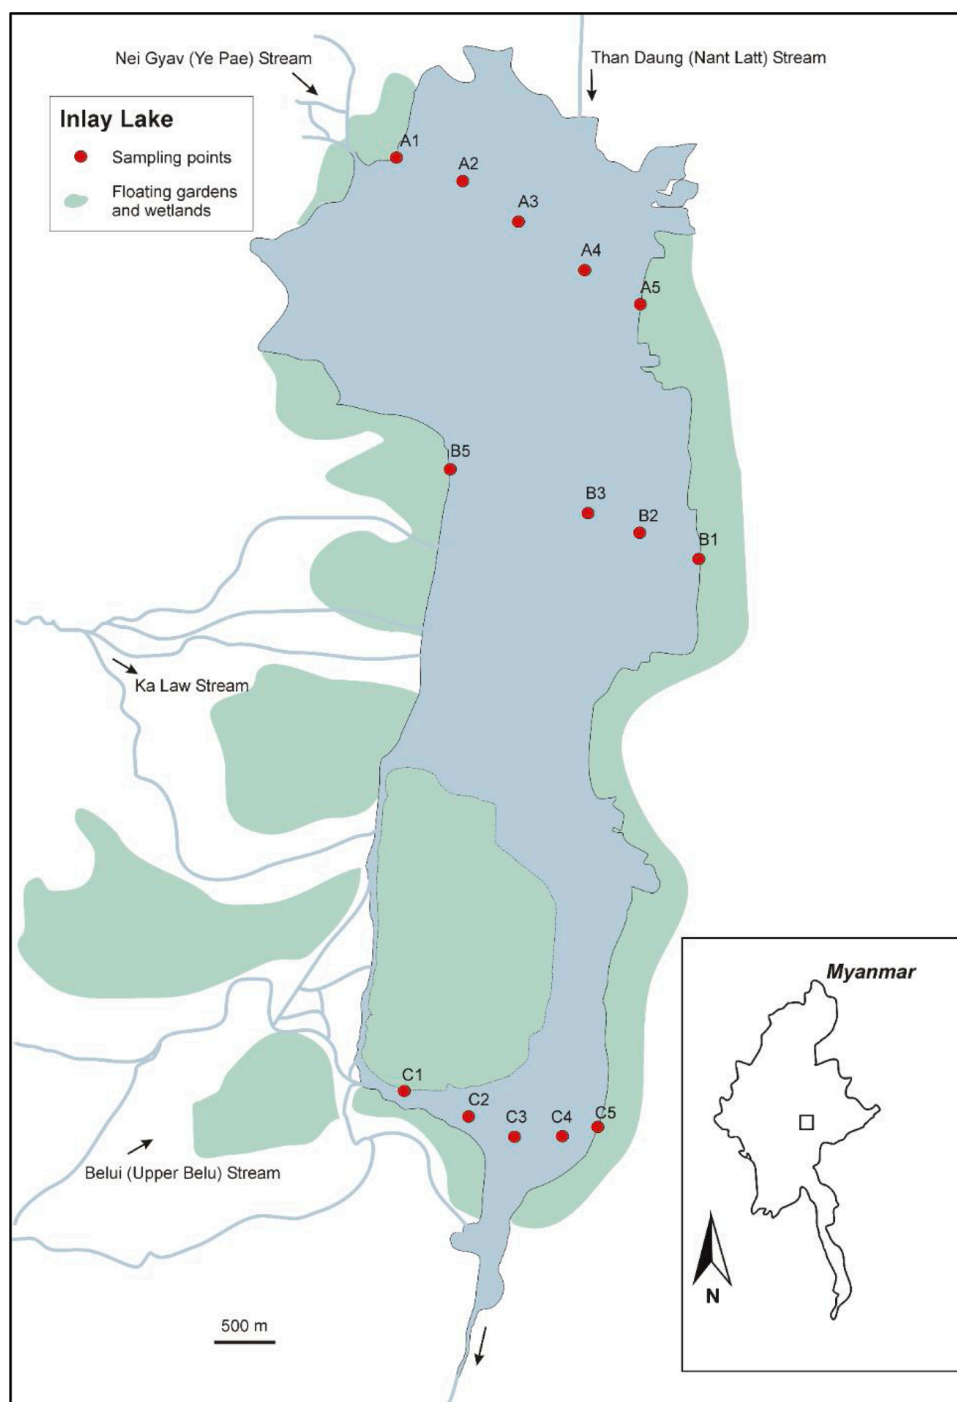 Nei Gyav (Ye Pae) Stream
Than Daung (Nant Latt) Stream
Inlay Lake
Sampling points
Floating gardens
and wetlands
A1
A2
A3
A4
A5
B5
B3
B2
B1
Ka Law Stream
C1
C2
C3
C4
C5
Belui (Upper Belu) Stream
500 m
Myanmar
N